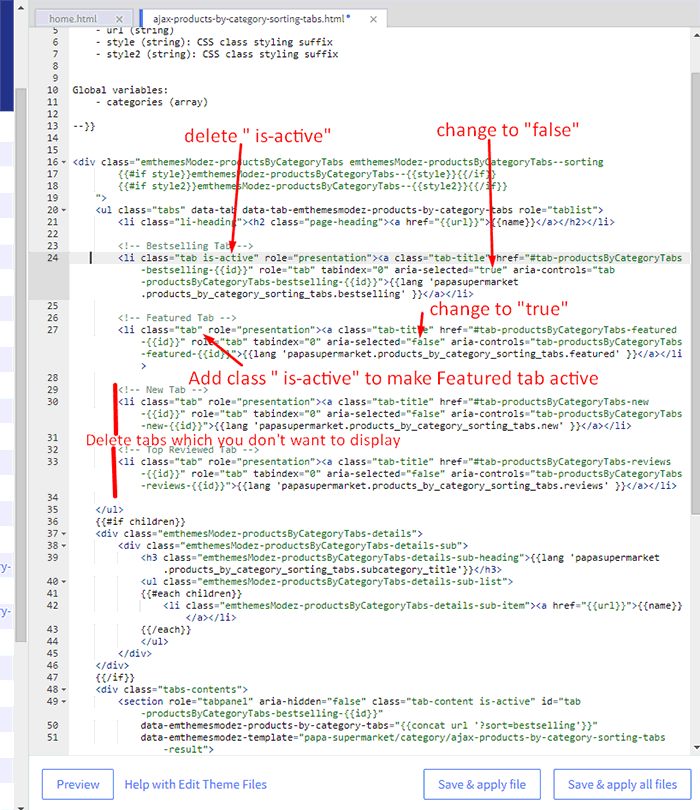 home.html ×
ajax-products-by-category-sorting-tabs.html* ×
5 - url (string)
6 - style (string): CSS class styling suffix
7 - style2 (string): CSS class styling suffix
8
9
10 Global variables:
11 - categories (array)
12
13 --}}
14
delete " is-active"
change to "false"
15
16 <div class="emthemesModez-productsByCategoryTabs emthemesModez-productsByCategoryTabs--sorting
17 {{#if style}}emthemesModez-productsByCategoryTabs--{{style}}{{/if}}
18 {{#if style2}}emthemesModez-productsByCategoryTabs--{{style2}}{{/if}}
19 ">
20 <ul class="tabs" data-tab data-tab-emthemesmodez-products-by-category-tabs role="tablist">
21 <li class="li-heading"><h2 class="page-heading"><a href="{{url}}">{{name}}</a></h2></li>
22
23 <!-- Bestselling Tab -->
24 <li class="tab is-active" role="presentation"><a class="tab-title" href="#tab-productsByCategoryTabs
-bestselling-{{id}}" role="tab" tabindex="0" aria-selected="true" aria-controls="tab
-productsByCategoryTabs-bestselling-{{id}}">{{lang 'papasupermarket
.products_by_category_sorting_tabs.bestselling' }}</a></li>
25
change to "true"
26 <!-- Featured Tab -->
27 <li class="tab" role="presentation"><a class="tab-title" href="#tab-productsByCategoryTabs-featured
-{{id}}" role="tab" tabindex="0" aria-selected="false" aria-controls="tab-productsByCategoryTabs
-featured-{{id}}">{{lang 'papasupermarket.products_by_category_sorting_tabs.featured' }}</a></li
>
28
Add class " is-active" to make Featured tab active
29 <!-- New Tab -->
30 <li class="tab" role="presentation"><a class="tab-title" href="#tab-productsByCategoryTabs-new
-{{id}}" role="tab" tabindex="0" aria-selected="false" aria-controls="tab-productsByCategoryTabs
-new-{{id}}">{{lang 'papasupermarket.products_by_category_sorting_tabs.new' }}</a></li>
31
Delete tabs which you don't want to display
32 <!-- Top Reviewed Tab -->
33 <li class="tab" role="presentation"><a class="tab-title" href="#tab-productsByCategoryTabs-reviews
-{{id}}" role="tab" tabindex="0" aria-selected="false" aria-controls="tab-productsByCategoryTabs
-reviews-{{id}}">{{lang 'papasupermarket.products_by_category_sorting_tabs.reviews' }}</a></li>
34
35 </ul>
36 {{#if children}}
37 <div class="emthemesModez-productsByCategoryTabs-details">
38 <div class="emthemesModez-productsByCategoryTabs-details-sub">
39 <h3 class="emthemesModez-productsByCategoryTabs-details-sub-heading">{{lang 'papasupermarket
.products_by_category_sorting_tabs.subcategory_title'}}</h3>
40 <ul class="emthemesModez-productsByCategoryTabs-details-sub-list">
41 {{#each children}}
42 <li class="emthemesModez-productsByCategoryTabs-details-sub-item"><a href="{{url}}">{{name}}
</a></li>
43 {{/each}}
44 </ul>
45 </div>
46 </div>
47 {{/if}}
48 <div class="tabs-contents">
49 <section role="tabpanel" aria-hidden="false" class="tab-content is-active" id="tab
-productsByCategoryTabs-bestselling-{{id}}"
50 data-emthemesmodez-products-by-category-tabs="{{concat url '?sort=bestselling'}}"
51 data-emthemesmodez-template="papa-supermarket/category/ajax-products-by-category-sorting-tabs
-result">
ry-
ry-
Preview
Help with Edit Theme Files
Save & apply file
Save & apply all files